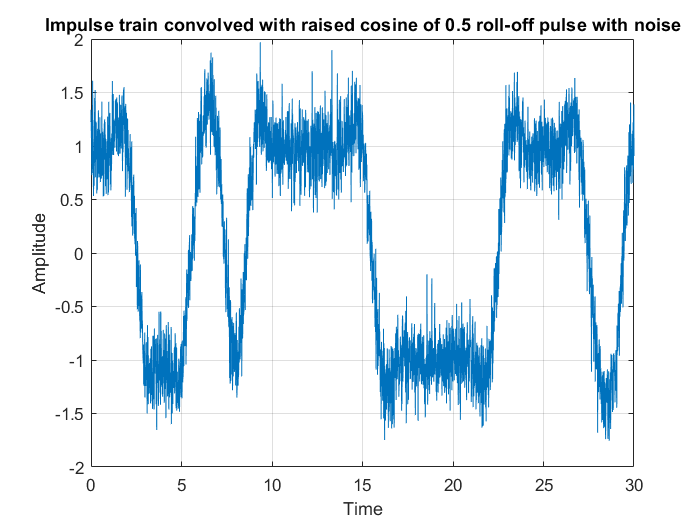 Impulse train convolved with raised cosine of 0.5 roll-off pulse with noise
2
1.5
1
0.5
0
-0.5
-1
-1.5
-2
Amplitude
0 5 10 15 20 25 30
Time